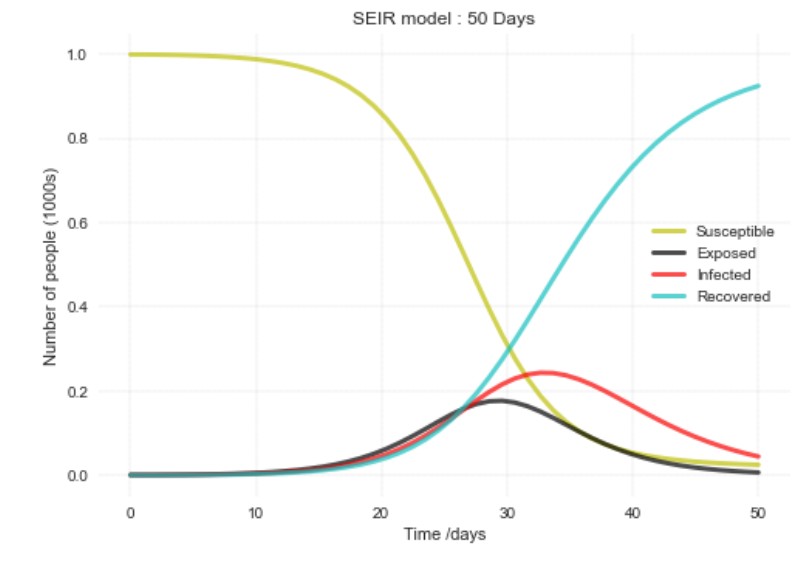 SEIR model : 50 Days
Number of people (1000s)
1.0
0.8
0.6
0.4
0.2
0.0
Susceptible
Exposed
Infected
Recovered
0 10 20 30 40 50
Time /days